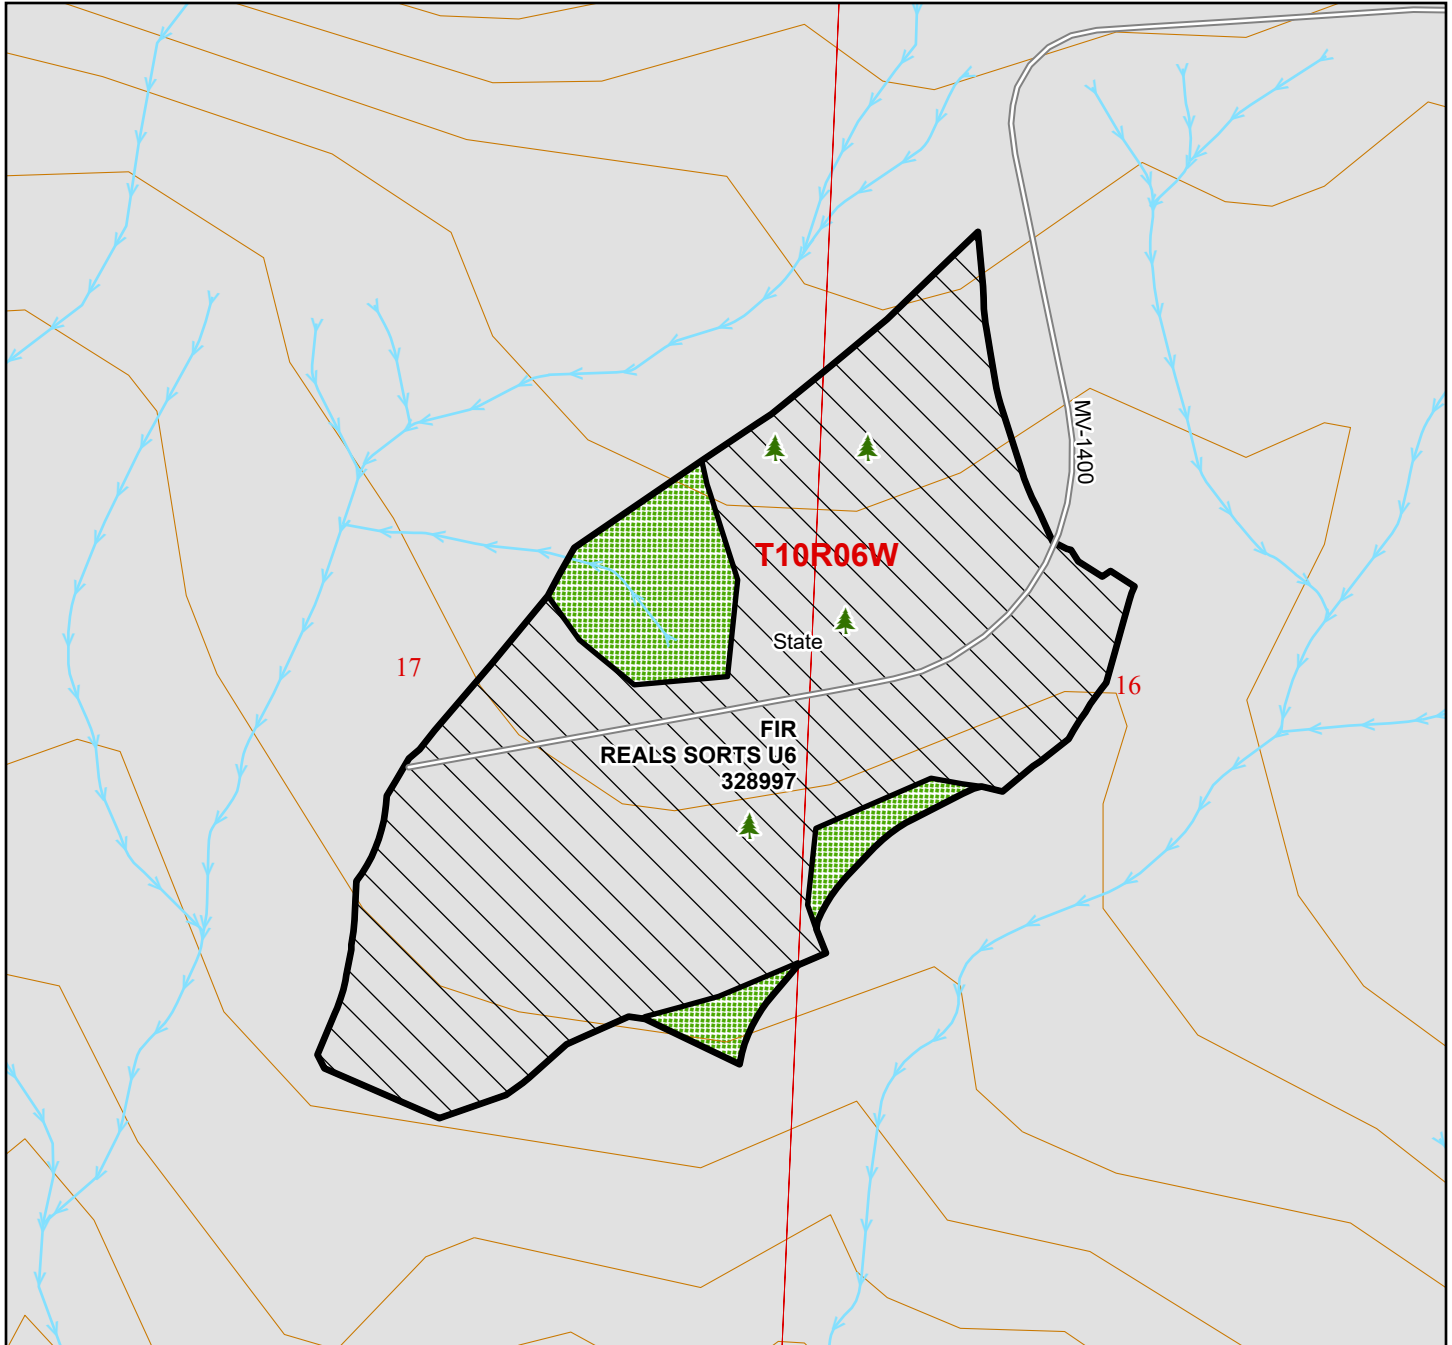 MV-1400
T10R06W
State
17
16
FIR
REALS SORTS U6
328997